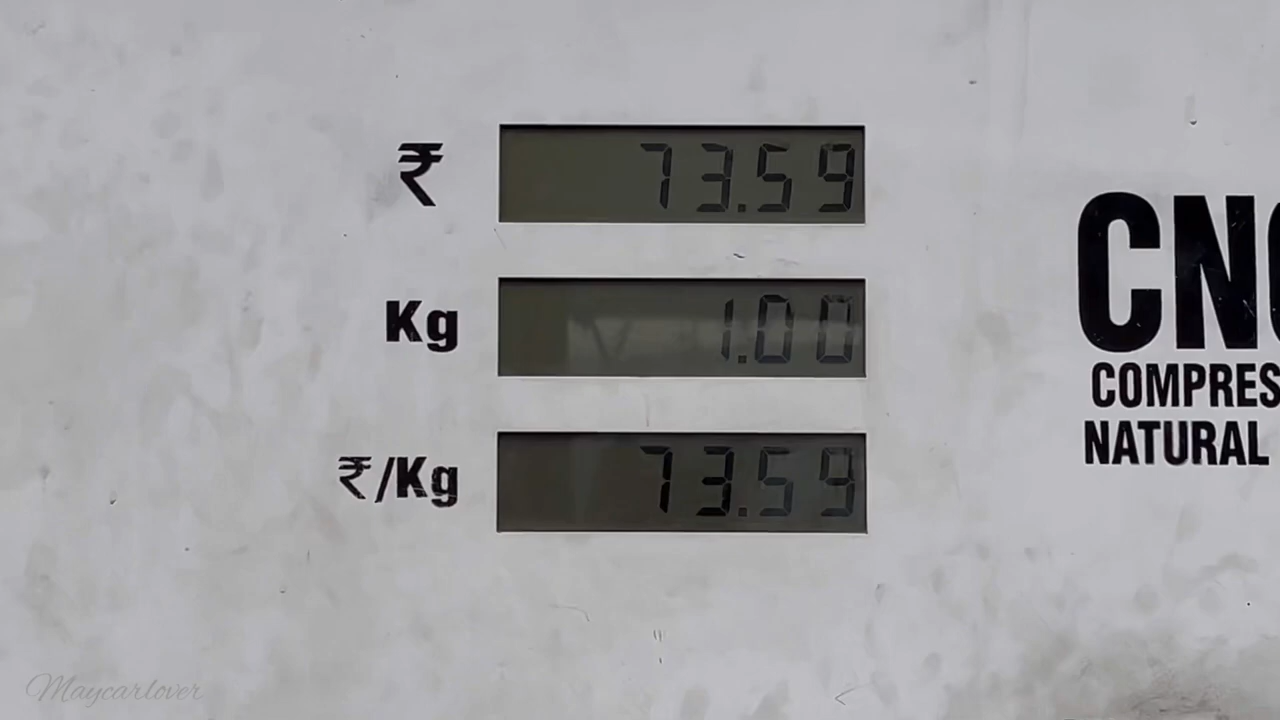 ₹ 73.59
Kg 1.00
₹/Kg 73.59
CNG
COMPRES
NATURAL
Maycarlover